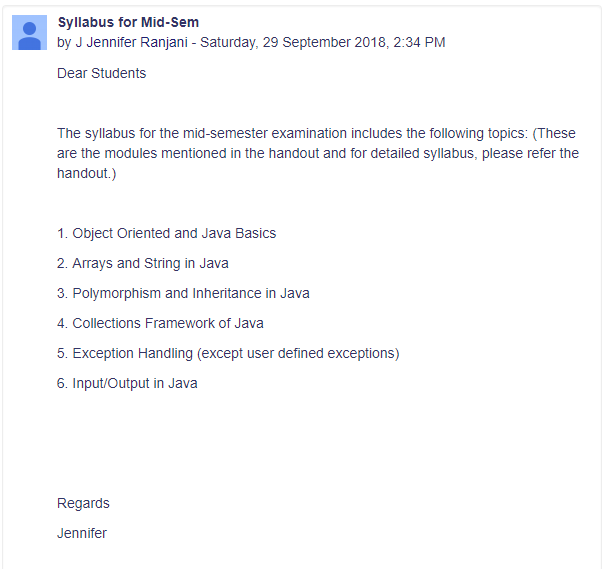 Syllabus for Mid-Sem
by J Jennifer Ranjani - Saturday, 29 September 2018, 2:34 PM
Dear Students
The syllabus for the mid-semester examination includes the following topics: (These
are the modules mentioned in the handout and for detailed syllabus, please refer the
handout.)
1. Object Oriented and Java Basics
2. Arrays and String in Java
3. Polymorphism and Inheritance in Java
4. Collections Framework of Java
5. Exception Handling (except user defined exceptions)
6. Input/Output in Java
Regards
Jennifer